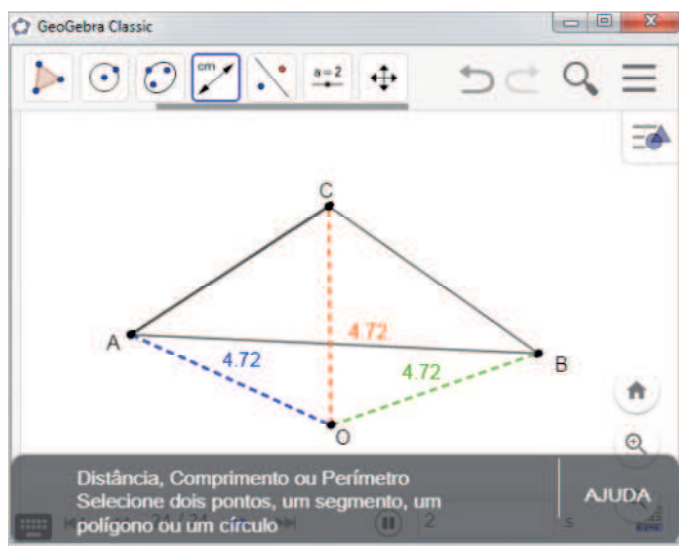 GeoGebra Classic
cm
a=2
C
4.72
A
4.72
4.72
B
O
Distância, Comprimento ou Perímetro
Selecione dois pontos, um segmento, um
polígono ou um círculo
AJUDA
2
s